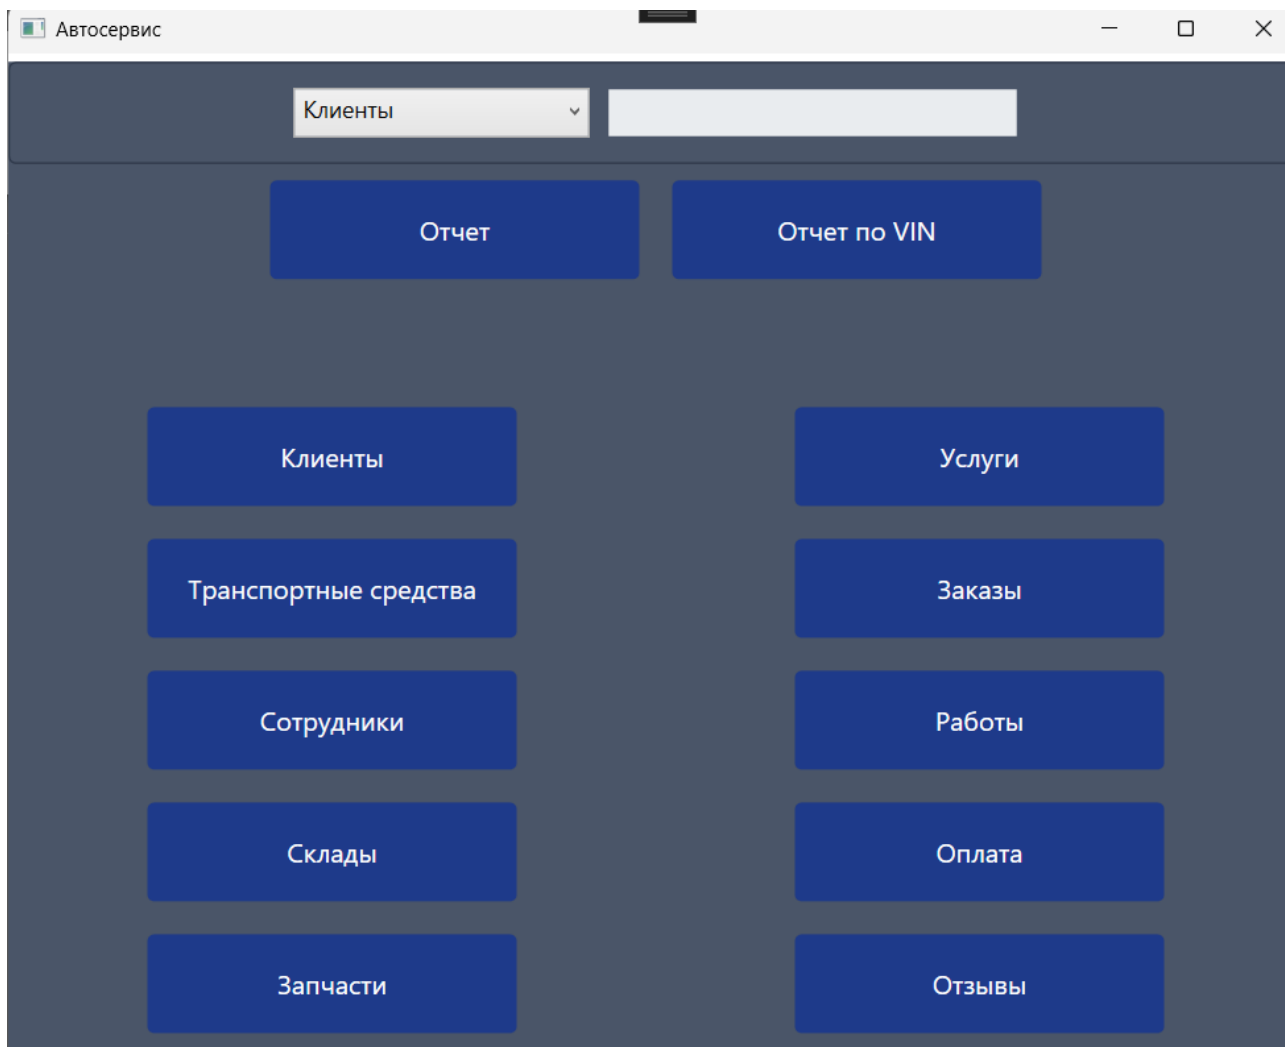 Автосервис
Клиенты
Отчет
Отчет по VIN
Клиенты
Услуги
Транспортные средства
Заказы
Сотрудники
Работы
Склады
Оплата
Запчасти
Отзывы